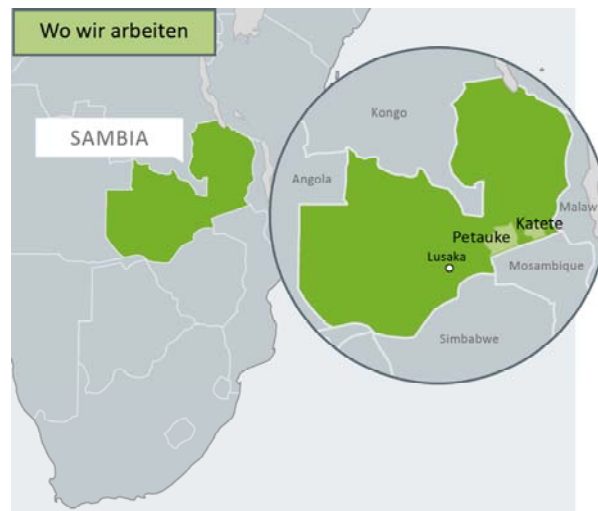 Wo wir arbeiten
SAMBIA
Kongo
Angola
Malaw
Katete
Petauke
Lusaka
Mosambique
Simbabwe